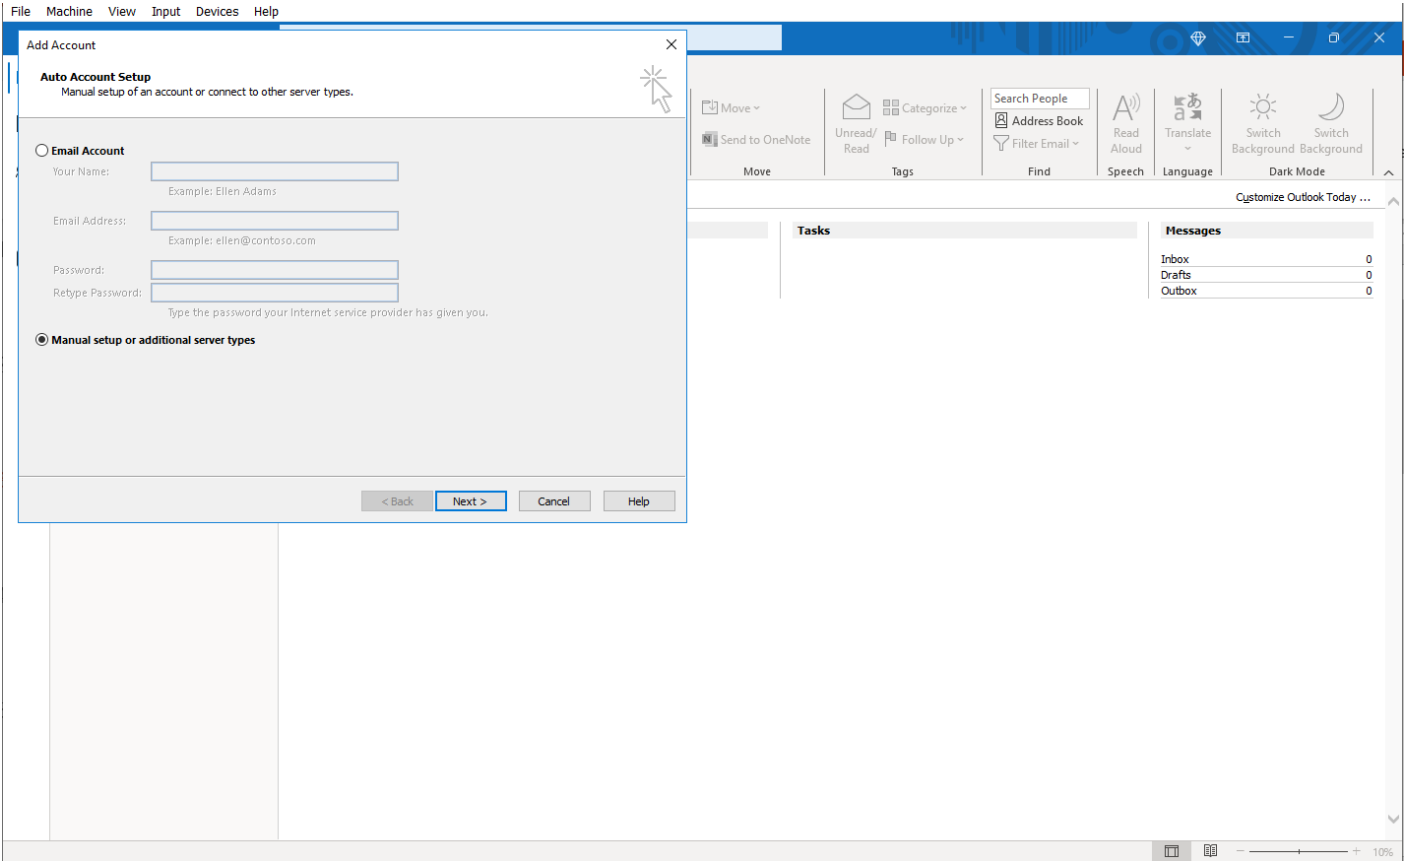 File Machine View Input Devices Help
Add Account
Auto Account Setup
Manual setup of an account or connect to other server types.
Email Account
Your Name:
Example: Ellen Adams
Email Address:
Example: ellen@contoso.com
Password:
Retype Password:
Type the password your Internet service provider has given you.
Manual setup or additional server types
< Back Next > Cancel Help
Move
Send to OneNote
Move
Unread/
Read
Categorize
Follow Up
Tags
Search People
Address Book
Filter Email
Find
Read
Aloud
Speech
Translate
Language
Switch
Background
Switch
Background
Dark Mode
Customize Outlook Today ...
Tasks
Messages
Inbox 0
Drafts 0
Outbox 0
10%